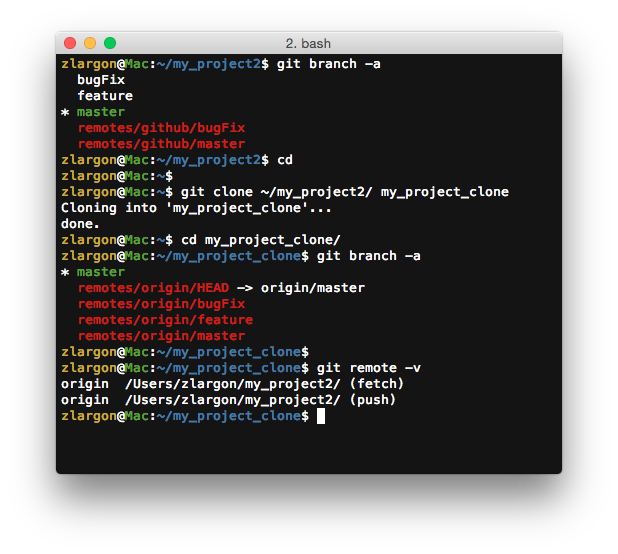 2. bash
zlargon@Mac:~/my_project2$ git branch -a
  bugFix
  feature
* master
  remotes/github/bugFix
  remotes/github/master
zlargon@Mac:~/my_project2$ cd
zlargon@Mac:~$
zlargon@Mac:~$ git clone ~/my_project2/ my_project_clone
Cloning into 'my_project_clone'...
done.
zlargon@Mac:~$ cd my_project_clone/
zlargon@Mac:~/my_project_clone$ git branch -a
* master
  remotes/origin/HEAD -> origin/master
  remotes/origin/bugFix
  remotes/origin/feature
  remotes/origin/master
zlargon@Mac:~/my_project_clone$
zlargon@Mac:~/my_project_clone$ git remote -v
origin  /Users/zlargon/my_project2/ (fetch)
origin  /Users/zlargon/my_project2/ (push)
zlargon@Mac:~/my_project_clone$